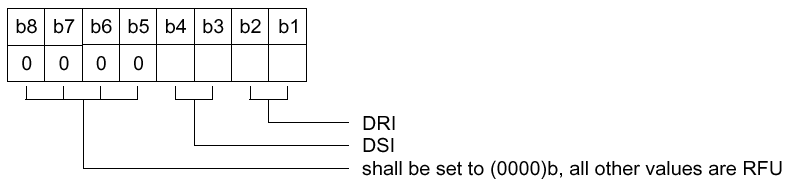 b8 b7 b6 b5 b4 b3 b2 b1
0 0 0 0
DRI
DSI
shall be set to (0000)b, all other values are RFU